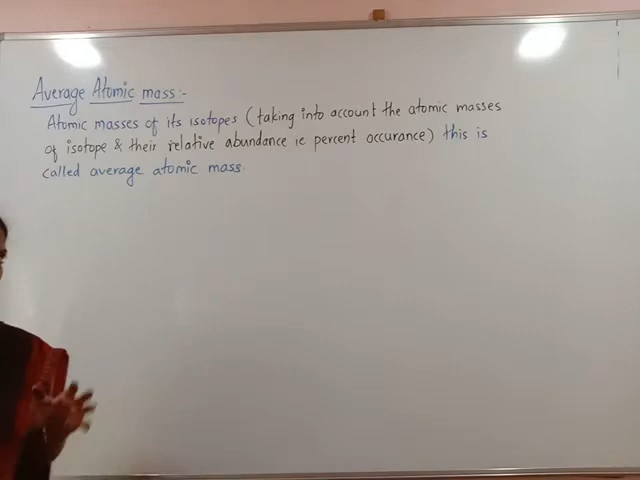 Average Atomic mass:-
Atomic masses of its isotopes (taking into account the atomic masses
of isotope & their relative abundance ie percent occurance) this is
called average atomic mass.